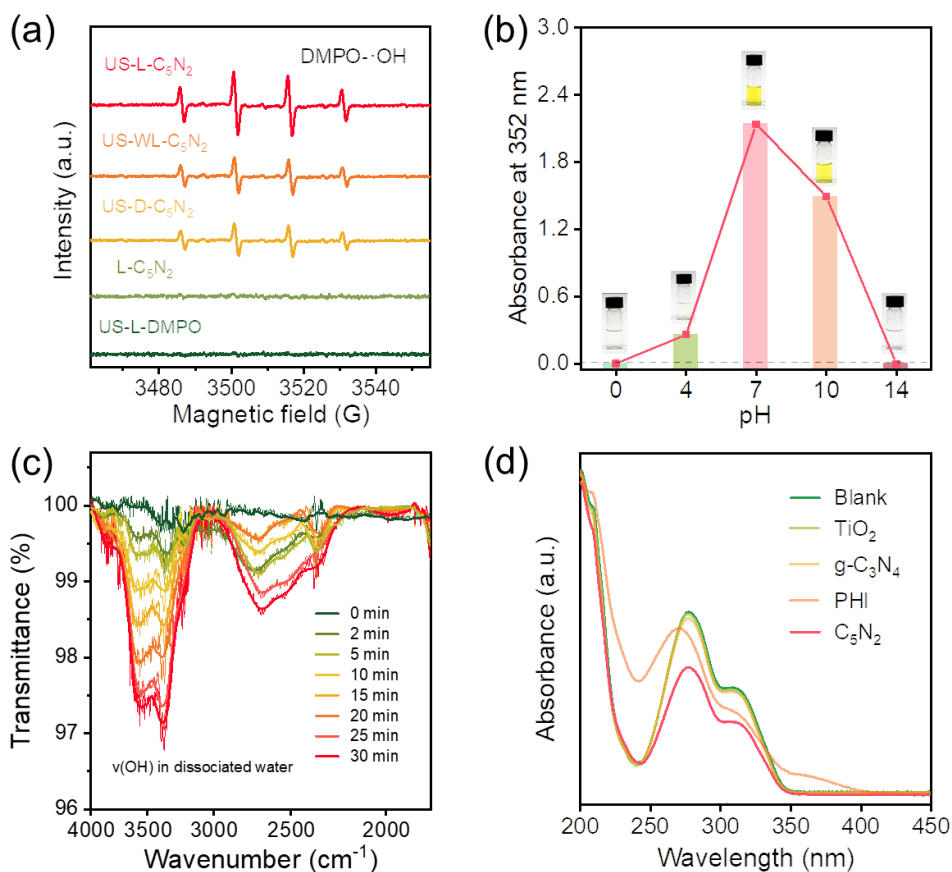 (a)
DMPO-·OH
US-L-C₅N₂
US-WL-C₅N₂
US-D-C₅N₂
L-C₅N₂
US-L-DMPO
Intensity (a.u.)
3480 3500 3520 3540
Magnetic field (G)
(b)
Absorbance at 352 nm
3.0
2.4
1.8
1.2
0.6
0.0
0 4 7 10 14
pH
(c)
Transmittance (%)
100
99
98
97
96
0 min
2 min
5 min
10 min
15 min
20 min
25 min
30 min
v(OH) in dissociated water
4000 3500 3000 2500 2000
Wavenumber (cm⁻¹)
(d)
Absorbance (a.u.)
Blank
TiO₂
g-C₃N₄
PHI
C₅N₂
200 250 300 350 400 450
Wavelength (nm)